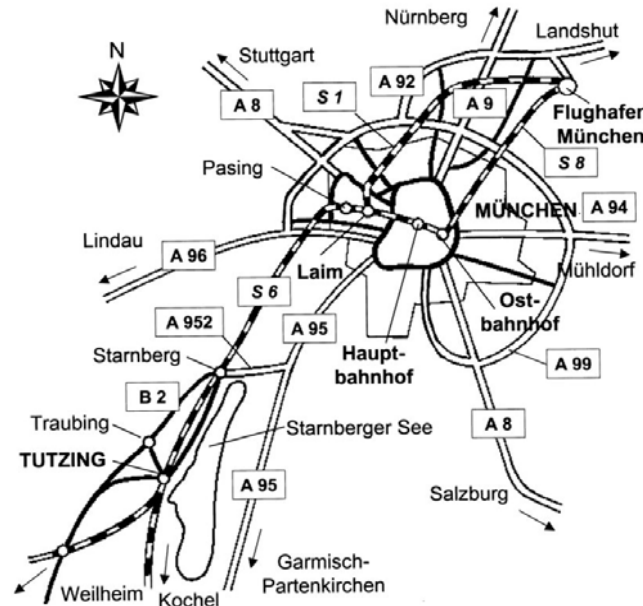 Nürnberg
Landshut
N
Stuttgart
A 92
S 1
A 9
A 8
Flughafen
München
S 8
Pasing
MÜNCHEN
A 94
Lindau
A 96
Laim
Mühldorf
S 6
Ost-
bahnhof
A 952
A 95
Haupt-
bahnhof
Starnberg
A 99
B 2
Traubing
Starnberger See
A 8
TUTZING
A 95
Salzburg
Garmisch-
Partenkirchen
Weilheim
Kochel